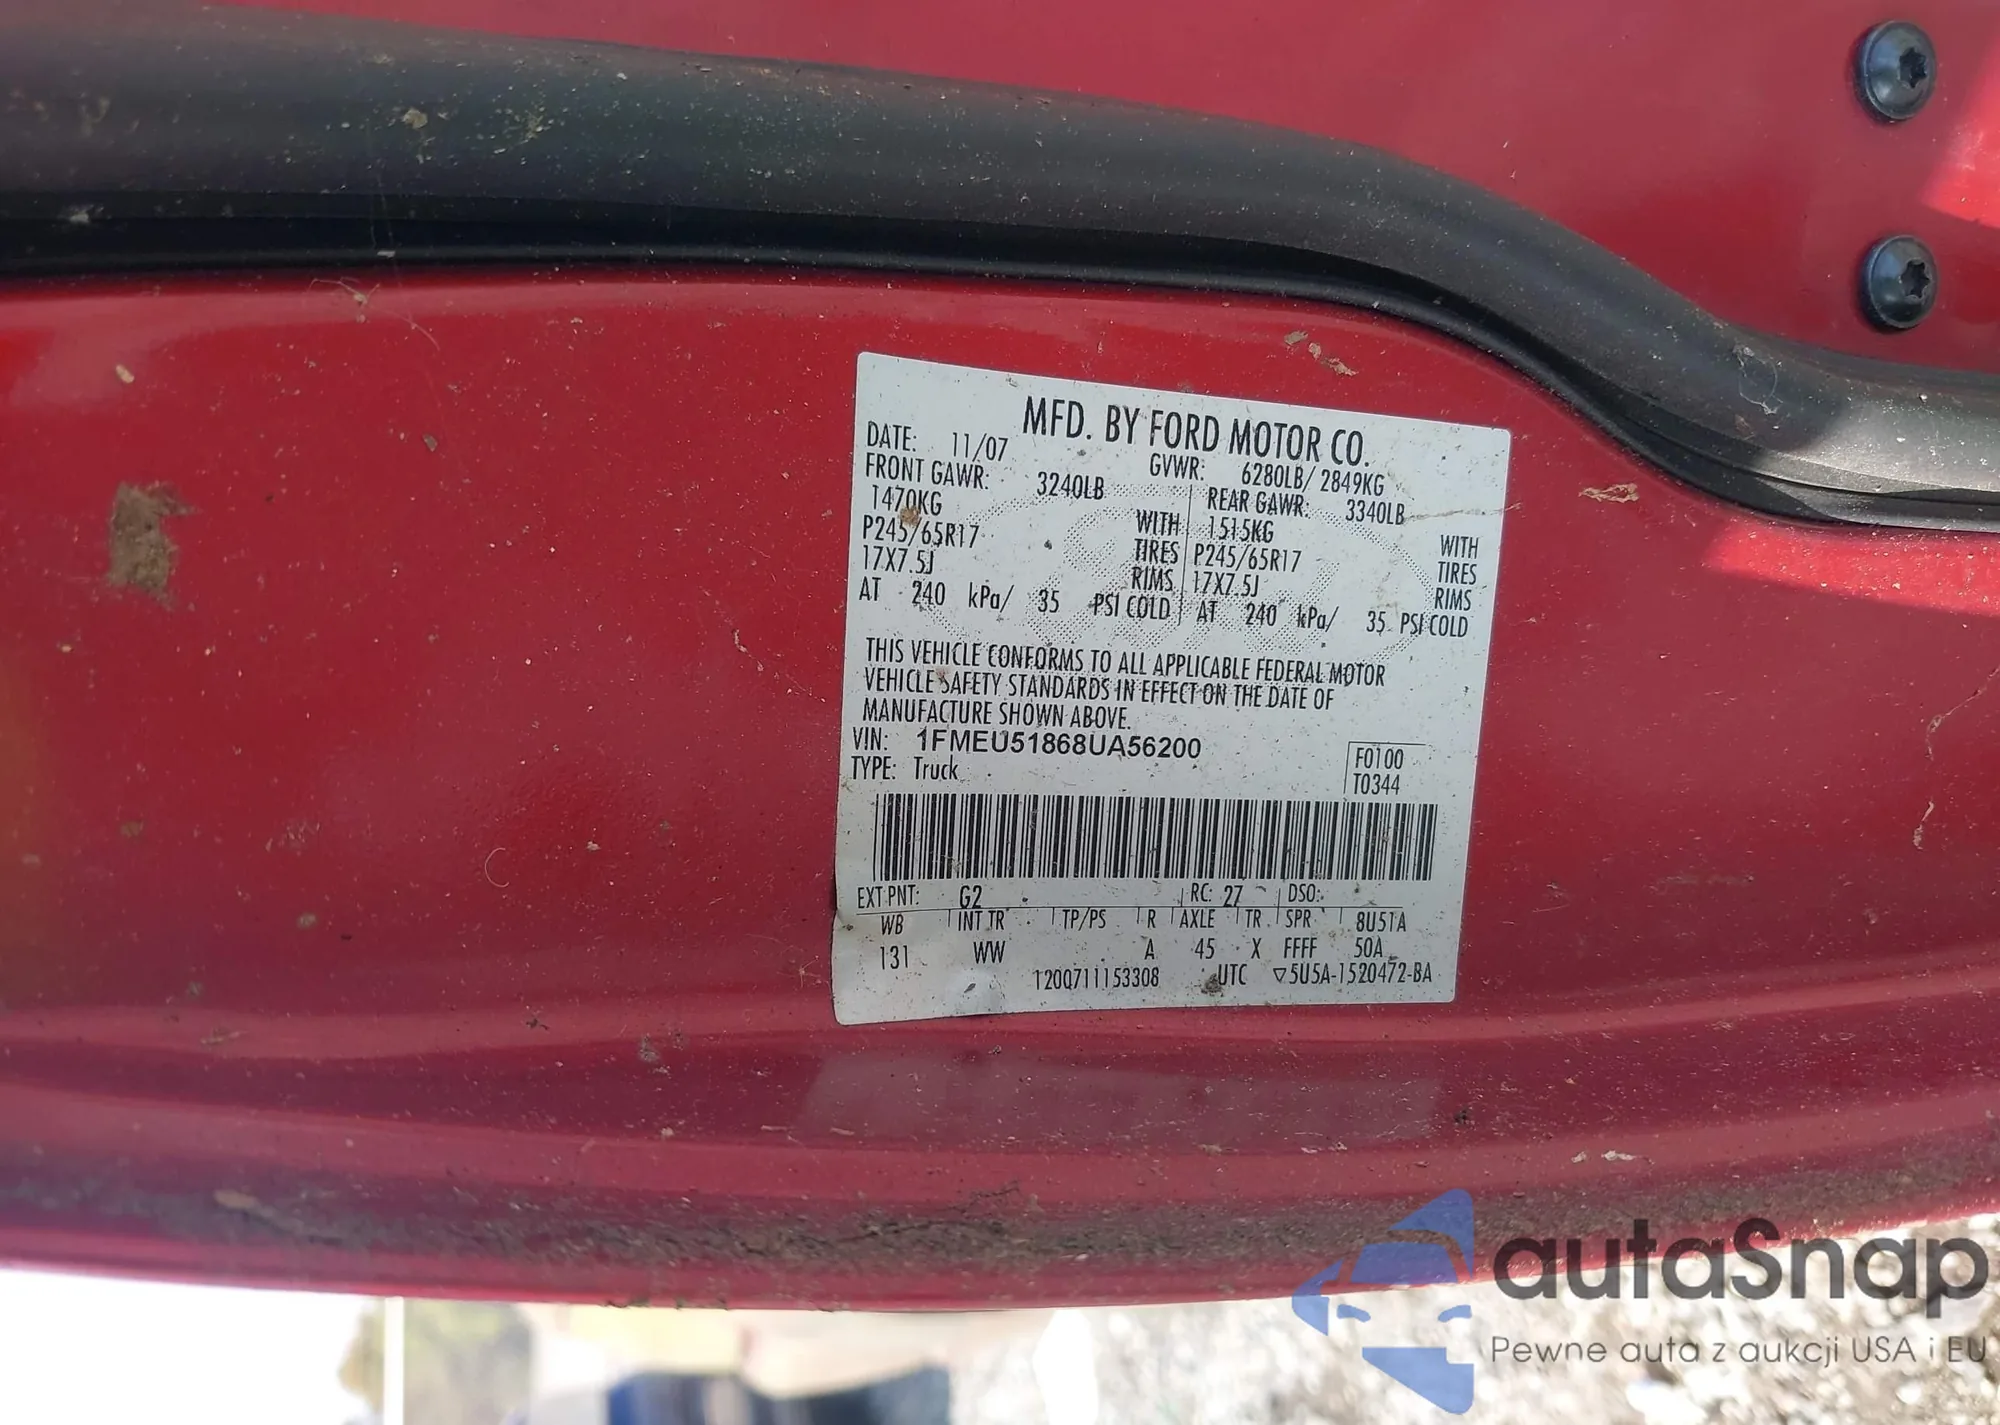 MFD. BY FORD MOTOR CO.
DATE: 11/07
GVWR: 6280LB/ 2849KG
FRONT GAWR: 3240LB
REAR GAWR: 3340LB
1470KG WITH
1515KG WITH
P245/65R17 TIRES
P245/65R17 TIRES
17X7.5J RIMS
17X7.5J RIMS
AT 240 kPa/ 35 PSI COLD
AT 240 kPa/ 35 PSI COLD
THIS VEHICLE CONFORMS TO ALL APPLICABLE FEDERAL MOTOR
VEHICLE SAFETY STANDARDS IN EFFECT ON THE DATE OF
MANUFACTURE SHOWN ABOVE.
VIN: 1FMEU51868UA56200
TYPE: Truck
F0100
T0344
EXT PNT: G2 RC: 27 DSO:
WB INT TR TP/PS R AXLE TR SPR 8U51A
131 WW A 45 X FFFF 50A
120Q711153308 UTC ▽5U5A-1520472-BA
autaSnap
Pewne auta z aukcji USA i EU